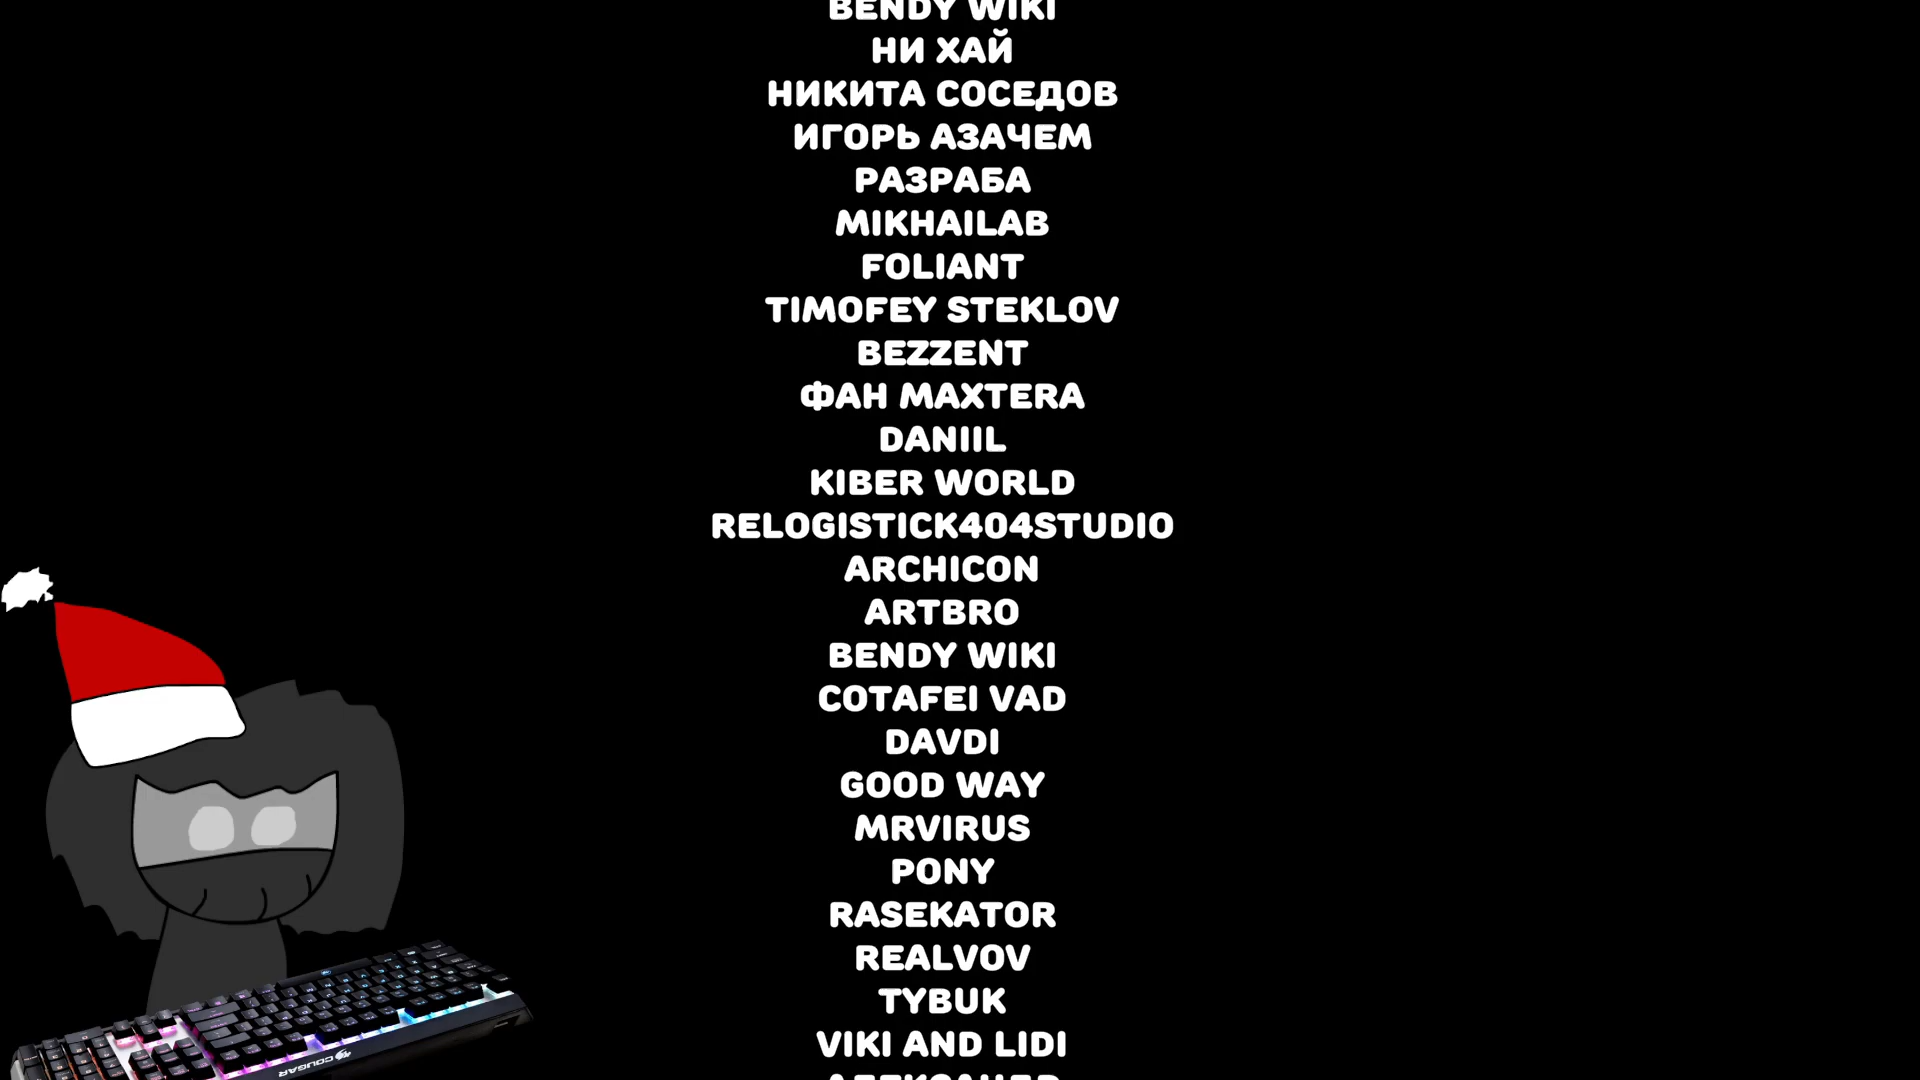 BENDY WIKI
НИ ХАЙ
НИКИТА СОСЕДОВ
ИГОРЬ АЗАЧЕМ
РАЗРАБА
MIKHAILAB
FOLIANT
TIMOFEY STEKLOV
BEZZENT
ФАН MAXTERA
DANIIL
KIBER WORLD
RELOGISTICK404STUDIO
ARCHICON
ARTBRO
BENDY WIKI
COTAFEI VAD
DAVDI
GOOD WAY
MRVIRUS
PONY
RASEKATOR
REALVOV
TYBUK
VIKI AND LIDI
COUGAR